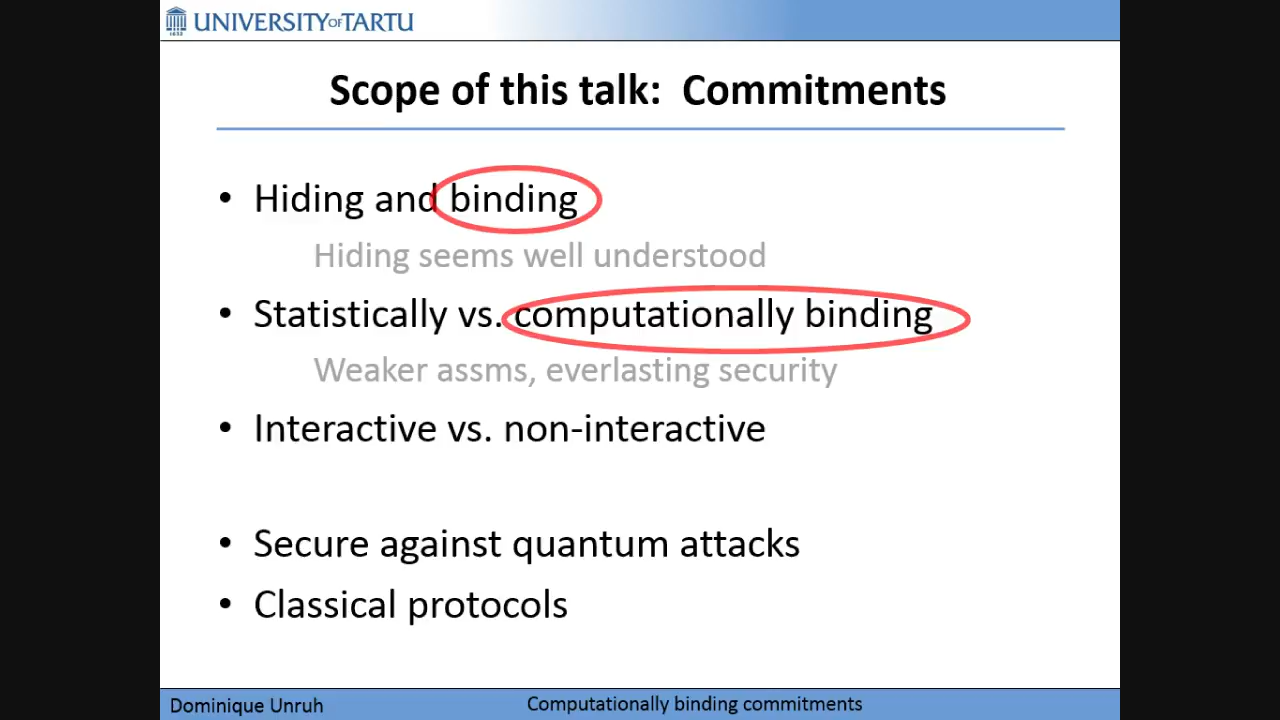 UNIVERSITY OF TARTU
1632
Scope of this talk: Commitments
• Hiding and binding
Hiding seems well understood
• Statistically vs. computationally binding
Weaker assms, everlasting security
• Interactive vs. non-interactive
• Secure against quantum attacks
• Classical protocols
Dominique Unruh
Computationally binding commitments